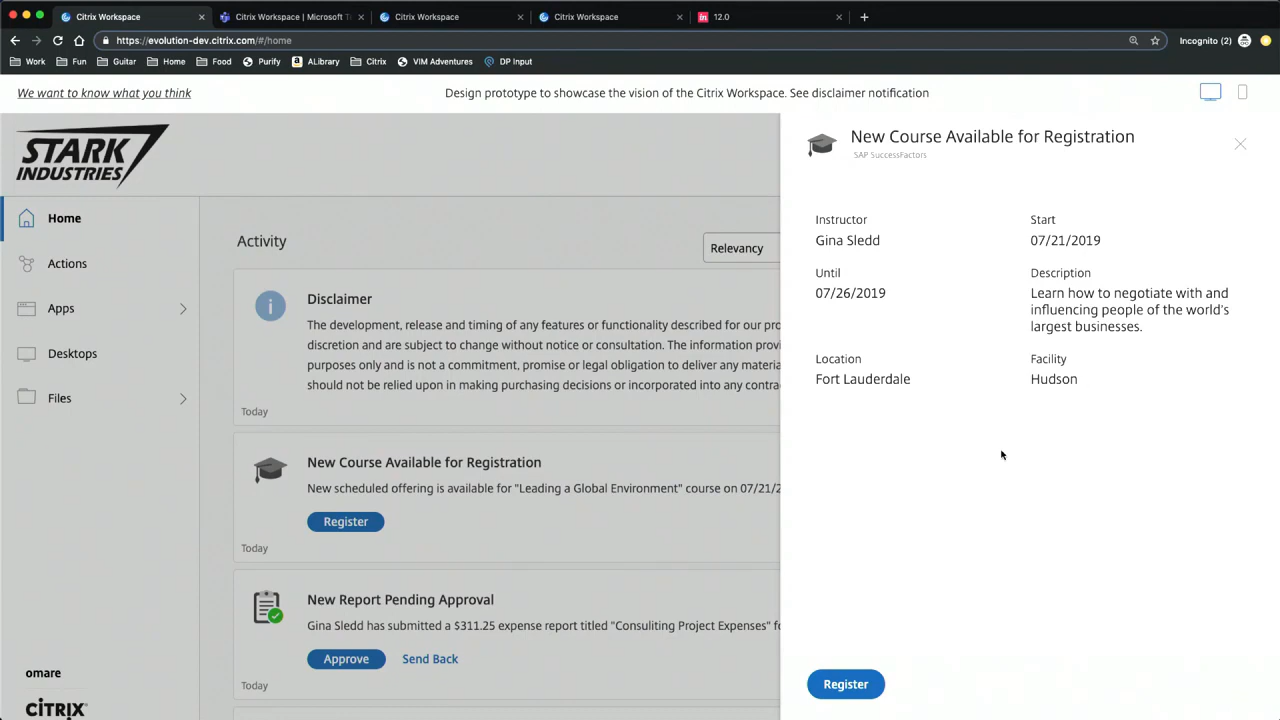 Citrix Workspace
Citrix Workspace | Microsoft T
Citrix Workspace
Citrix Workspace
in 12.0
https://evolution-dev.citrix.com/#/home
Incognito (2)
Work
Fun
Guitar
Home
Food
Purify
a ALibrary
Citrix
VIM Adventures
DP Input
We want to know what you think
Design prototype to showcase the vision of the Citrix Workspace. See disclaimer notification
STARK
INDUSTRIES
Home
Actions
Apps
Desktops
Files
omare
CİTRIX
Activity
Relevancy
i
Disclaimer
The development, release and timing of any features or functionality described for our pro
discretion and are subject to change without notice or consultation. The information provi
purposes only and is not a commitment, promise or legal obligation to deliver any materia
should not be relied upon in making purchasing decisions or incorporated into any contra
Today
New Course Available for Registration
New scheduled offering is available for "Leading a Global Environment" course on 07/21/2
Register
Today
New Report Pending Approval
Gina Sledd has submitted a $311.25 expense report titled "Consuliting Project Expenses" fo
Approve
Send Back
Today
New Course Available for Registration
SAP SuccessFactors
Instructor
Gina Sledd
Start
07/21/2019
Until
07/26/2019
Description
Learn how to negotiate with and
influencing people of the world's
largest businesses.
Location
Fort Lauderdale
Facility
Hudson
Register